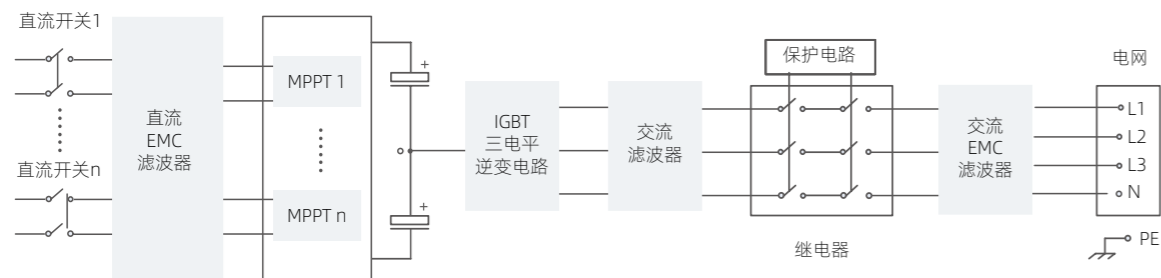 直流开关1
直流开关n
直流
EMC
滤波器
MPPT 1
MPPT n
+
+
IGBT
三电平
逆变电路
交流
滤波器
保护电路
继电器
交流
EMC
滤波器
电网
L1
L2
L3
N
PE